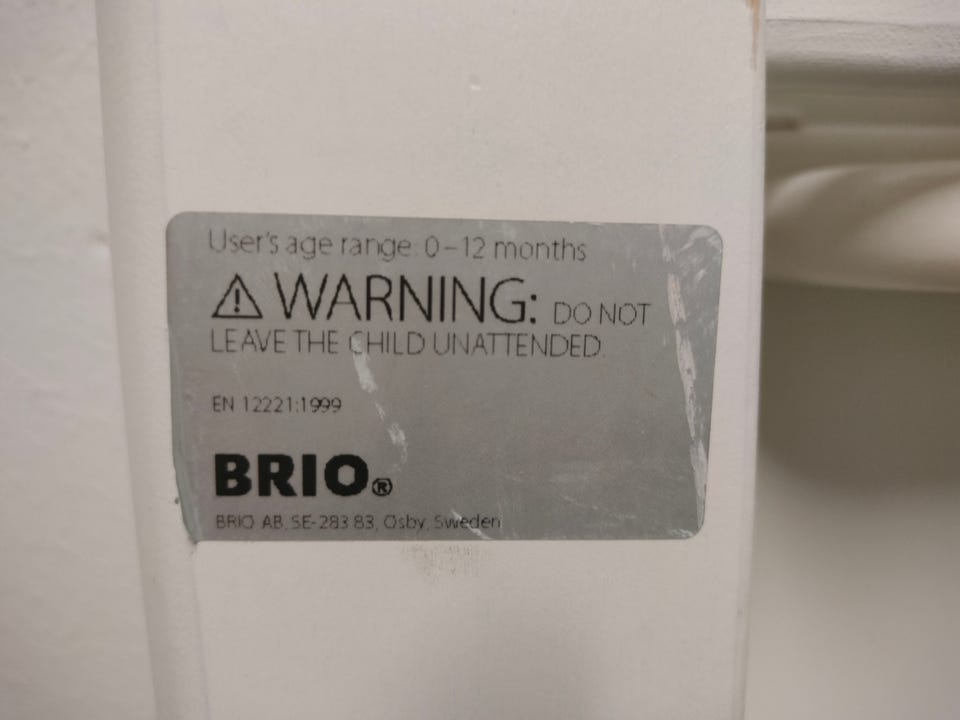 User's age range: 0–12 months
⚠ WARNING: DO NOT
LEAVE THE CHILD UNATTENDED.
EN 12221:1999
BRIO®
BRIO AB, SE-283 83, Osby, Sweden